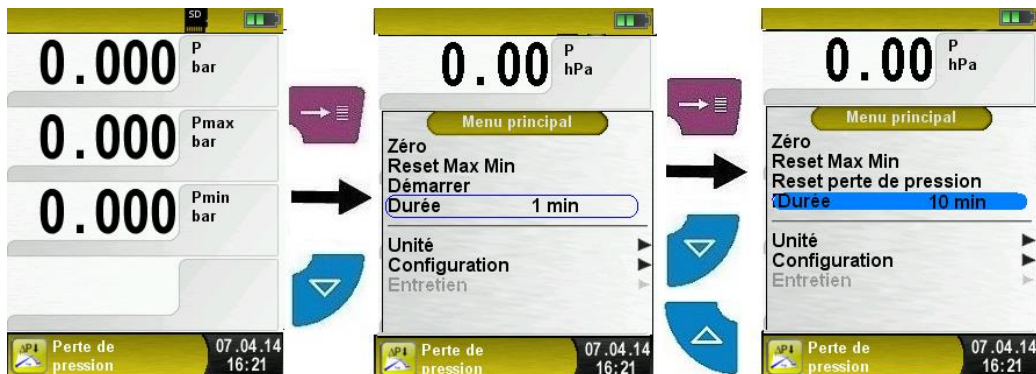 SD
0.000 P bar
0.000 Pmax bar
0.000 Pmin bar
ΔP↓ Perte de pression
07.04.14
16:21
0.00 P hPa
Menu principal
Zéro
Reset Max Min
Démarrer
Durée 1 min
Unité
Configuration
Entretien
ΔP↓ Perte de pression
07.04.14
16:21
0.00 P hPa
Menu principal
Zéro
Reset Max Min
Reset perte de pression
Durée 10 min
Unité
Configuration
Entretien
ΔP↓ Perte de pression
07.04.14
16:21